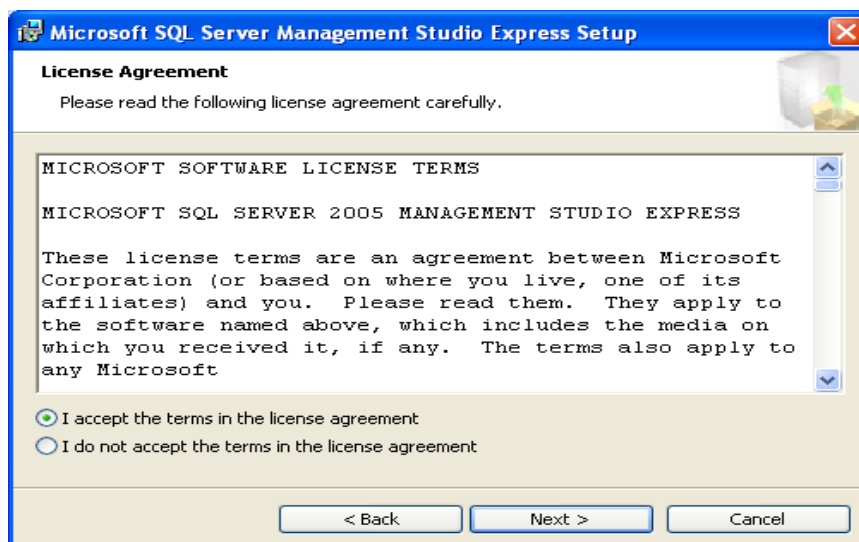 Microsoft SQL Server Management Studio Express Setup
License Agreement
Please read the following license agreement carefully.
MICROSOFT SOFTWARE LICENSE TERMS
MICROSOFT SQL SERVER 2005 MANAGEMENT STUDIO EXPRESS
These license terms are an agreement between Microsoft
Corporation (or based on where you live, one of its
affiliates) and you.  Please read them.  They apply to
the software named above, which includes the media on
which you received it, if any.  The terms also apply to
any Microsoft
I accept the terms in the license agreement
I do not accept the terms in the license agreement
< Back Next > Cancel